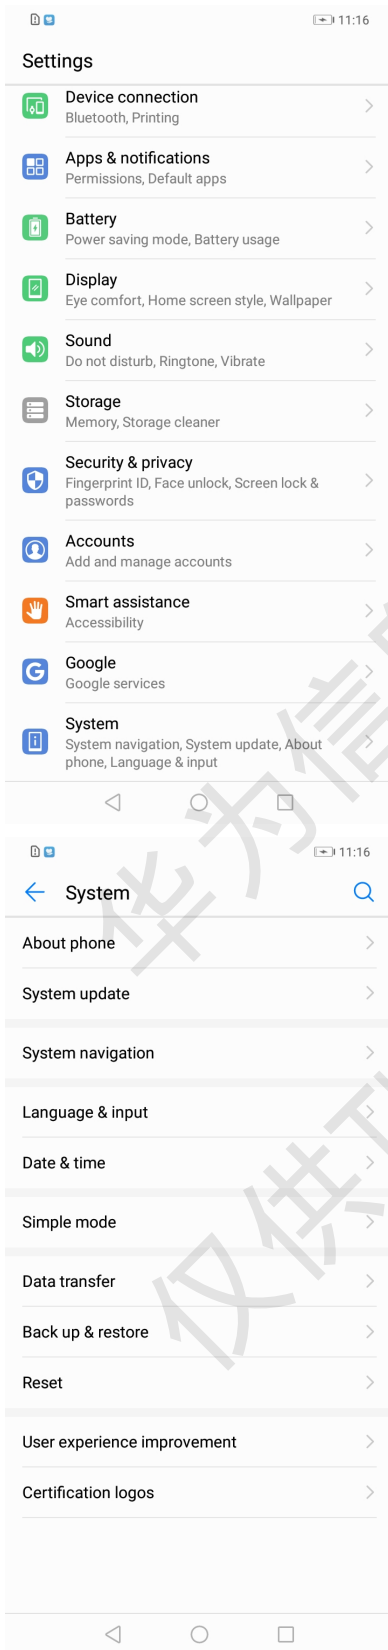 11:16
Settings
Device connection
Bluetooth, Printing
Apps & notifications
Permissions, Default apps
Battery
Power saving mode, Battery usage
Display
Eye comfort, Home screen style, Wallpaper
Sound
Do not disturb, Ringtone, Vibrate
Storage
Memory, Storage cleaner
Security & privacy
Fingerprint ID, Face unlock, Screen lock &
passwords
Accounts
Add and manage accounts
Smart assistance
Accessibility
Google
Google services
System
System navigation, System update, About
phone, Language & input
华为信
11:16
System
About phone
System update
System navigation
Language & input
Date & time
Simple mode
Data transfer
Back up & restore
Reset
User experience improvement
Certification logos
仅供